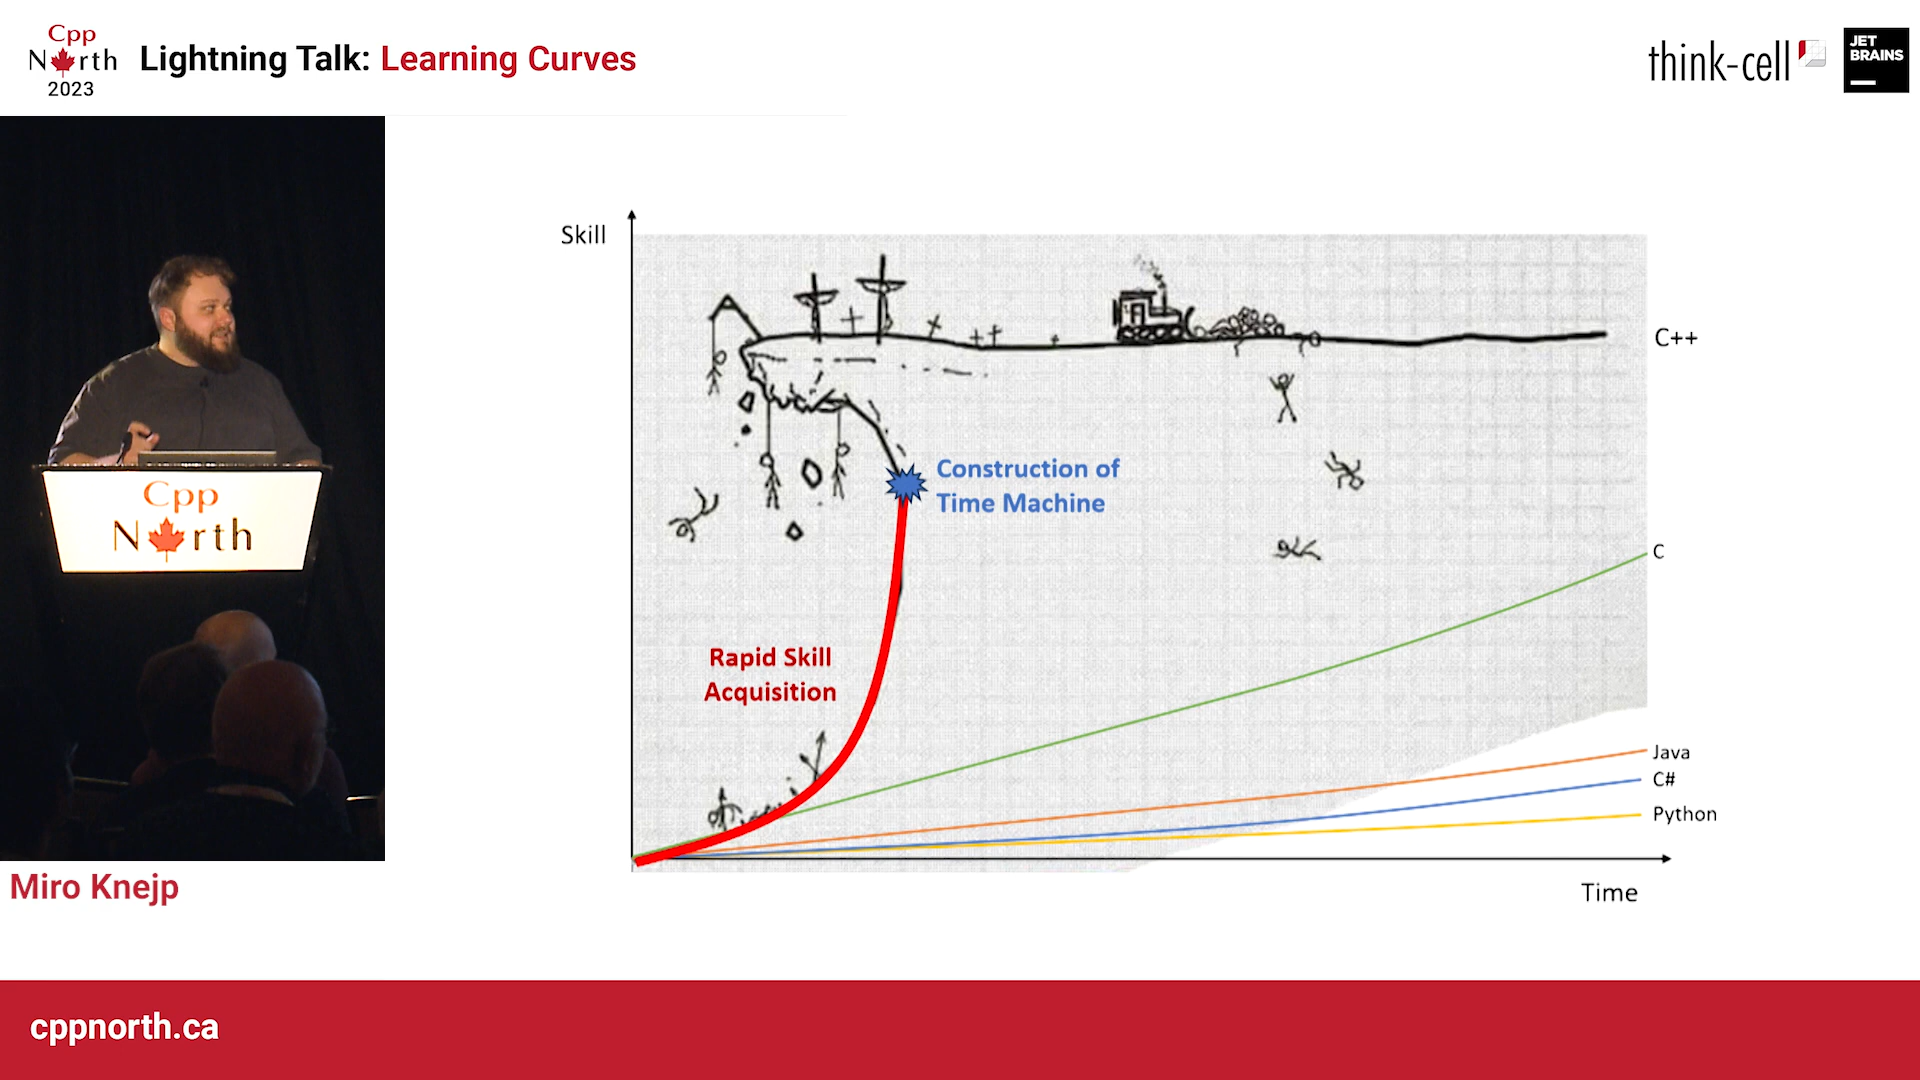 Cpp
North
2023
Lightning Talk: Learning Curves
think-cell
JET
BRAINS
Skill
C++
Construction of
Time Machine
C
Rapid Skill
Acquisition
Java
C#
Python
Time
Cpp
North
Miro Knejp
cppnorth.ca